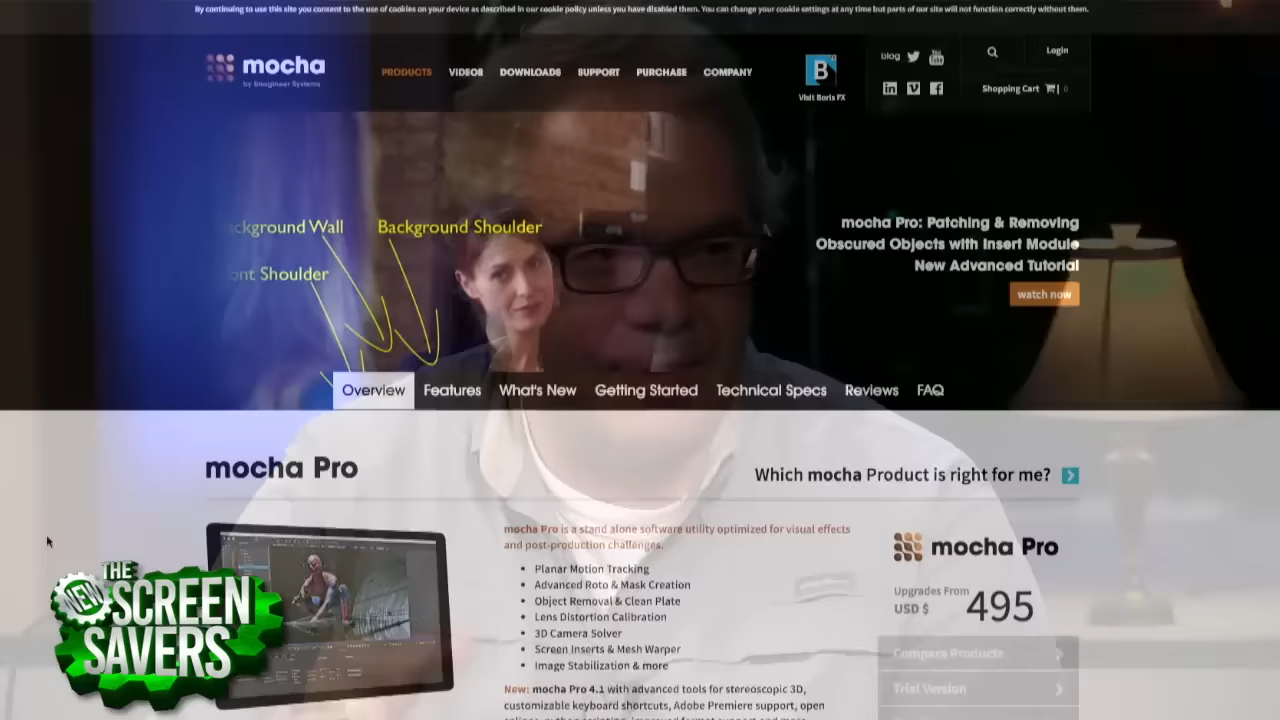 By continuing to use this site you consent to the use of cookies on your device as described in our cookie policy unless you have disabled them. You can change your cookie settings at any time but parts of our site will not function correctly without them.
mocha
by Imagineer Systems
PRODUCTS VIDEOS DOWNLOADS SUPPORT PURCHASE COMPANY
B
Visit Boris FX
blog You Tube
Login
Shopping Cart 0
ckground Wall
Background Shoulder
ont Shoulder
mocha Pro: Patching & Removing
Obscured Objects with Insert Module
New Advanced Tutorial
watch now
Overview Features What's New Getting Started Technical Specs Reviews FAQ
mocha Pro
Which mocha Product is right for me?
mocha Pro is a stand alone software utility optimized for visual effects
and post-production challenges.
• Planar Motion Tracking
• Advanced Roto & Mask Creation
• Object Removal & Clean Plate
• Lens Distortion Calibration
• 3D Camera Solver
• Screen Inserts & Mesh Warper
• Image Stabilization & more
New: mocha Pro 4.1 with advanced tools for stereoscopic 3D,
customizable keyboard shortcuts, Adobe Premiere support, open
mocha Pro
Upgrades From
USD $ 495
Compare Products
Trial Version
THE
NEW
SCREEN
SAVERS